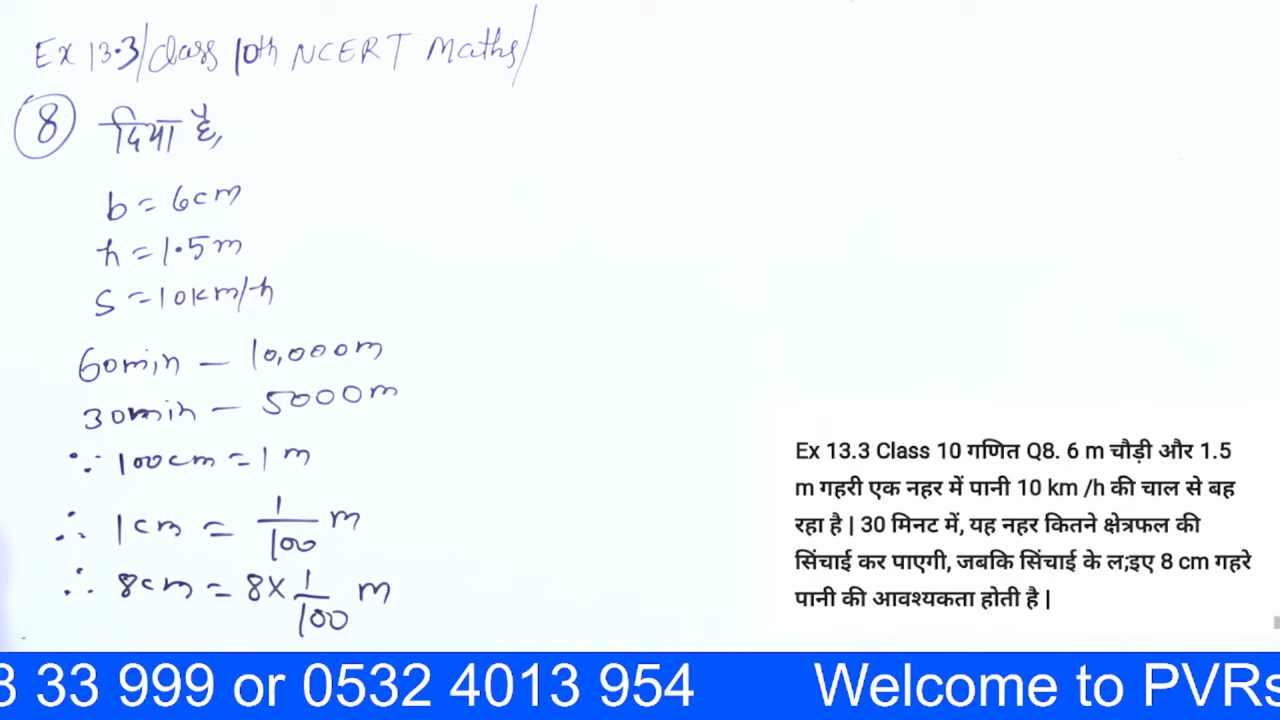 Ex 13.3/class 10th NCERT Maths/
8 दिया है,
b = 6cm
h = 1.5m
S = 10km/h
60min — 10,000m
30min — 5000m
∵ 100cm = 1 m
∴ 1cm = 1/100 m
∴ 8cm = 8 × 1/100 m
Ex 13.3 Class 10 गणित Q8. 6 m चौड़ी और 1.5
m गहरी एक नहर में पानी 10 km /h की चाल से बह
रहा है | 30 मिनट में, यह नहर कितने क्षेत्रफल की
सिंचाई कर पाएगी, जबकि सिंचाई के ल;इए 8 cm गहरे
पानी की आवश्यकता होती है |
3 33 999 or 0532 4013 954 Welcome to PVRs